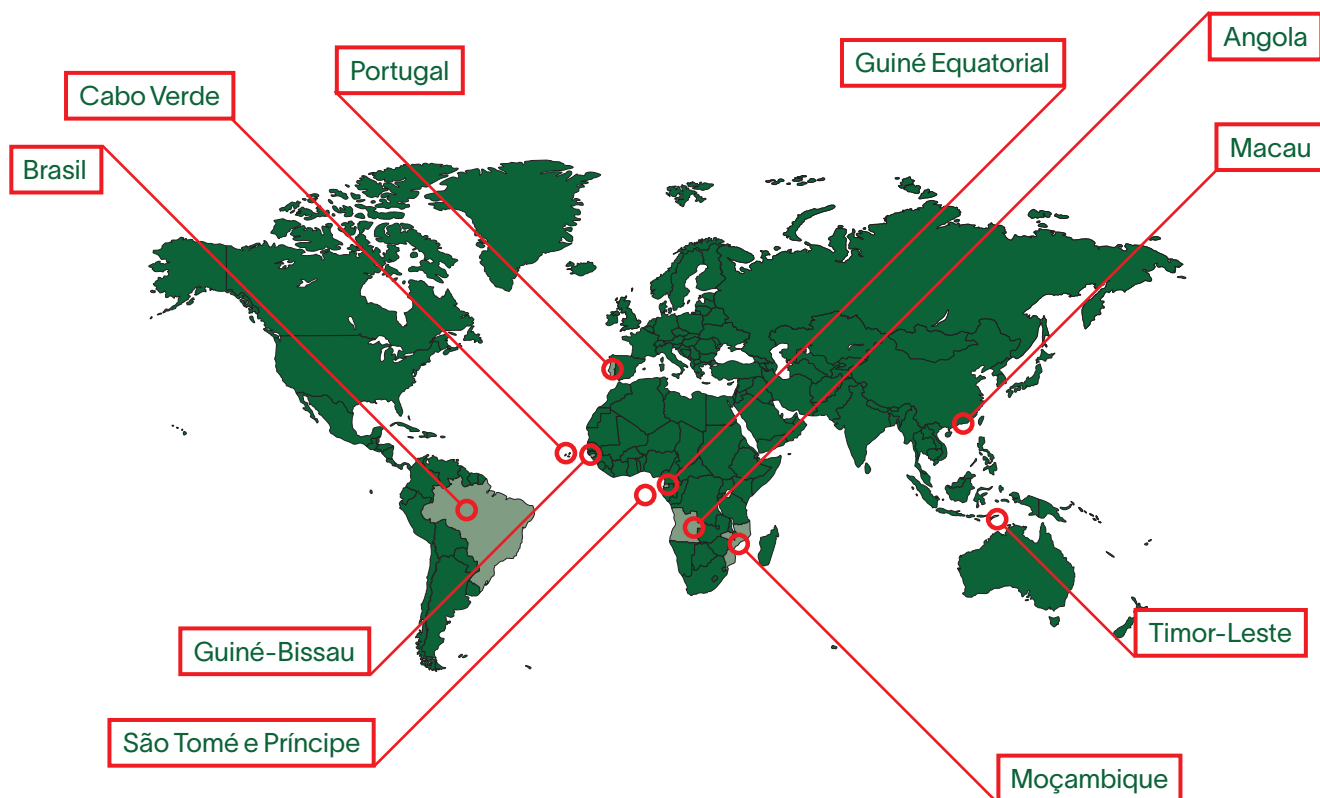 Angola
Guiné Equatorial
Portugal
Cabo Verde
Macau
Brasil
Timor-Leste
Guiné-Bissau
São Tomé e Príncipe
Moçambique